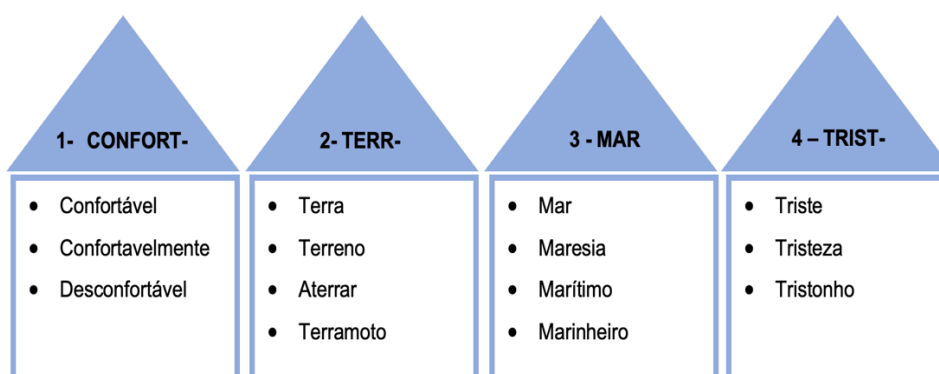 1- CONFORT-
• Confortável
• Confortavelmente
• Desconfortável
2- TERR-
• Terra
• Terreno
• Aterrar
• Terramoto
3 - MAR
• Mar
• Maresia
• Marítimo
• Marinheiro
4 – TRIST-
• Triste
• Tristeza
• Tristonho